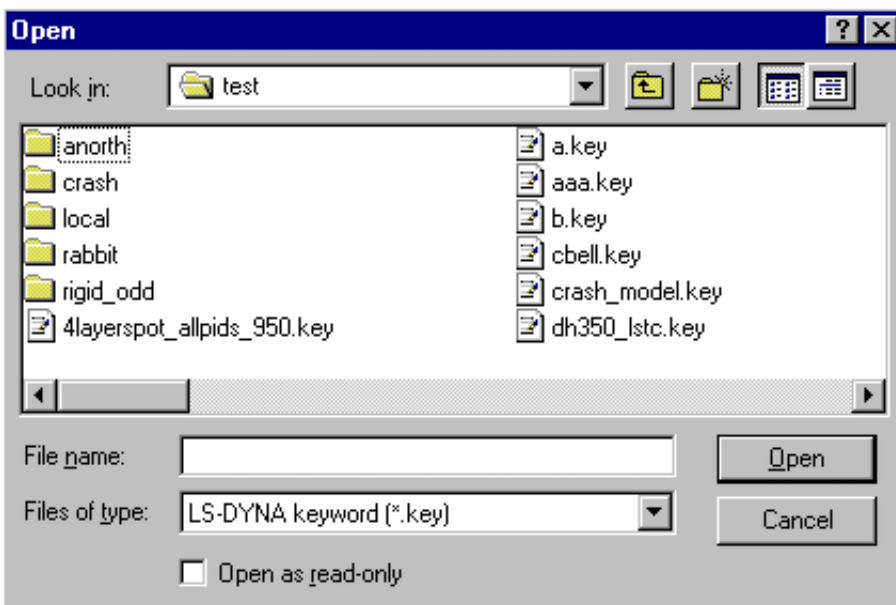 Open
Look in: test
anorth
crash
local
rabbit
rigid_odd
4layerspot_allpids_950.key
a.key
aaa.key
b.key
cbell.key
crash_model.key
dh350_lstc.key
File name: Open
Files of type: LS-DYNA keyword (*.key) Cancel
Open as read-only